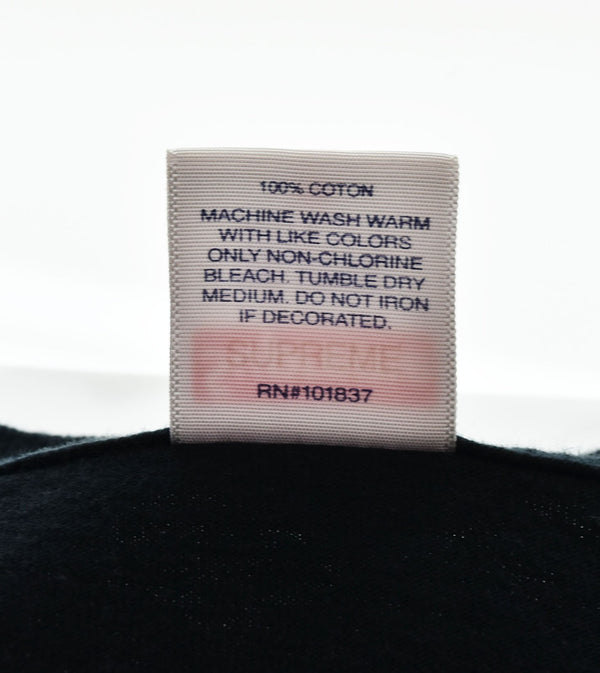 100% COTON
MACHINE WASH WARM
WITH LIKE COLORS
ONLY NON-CHLORINE
BLEACH. TUMBLE DRY
MEDIUM. DO NOT IRON
IF DECORATED.
SUPREME
RN#101837